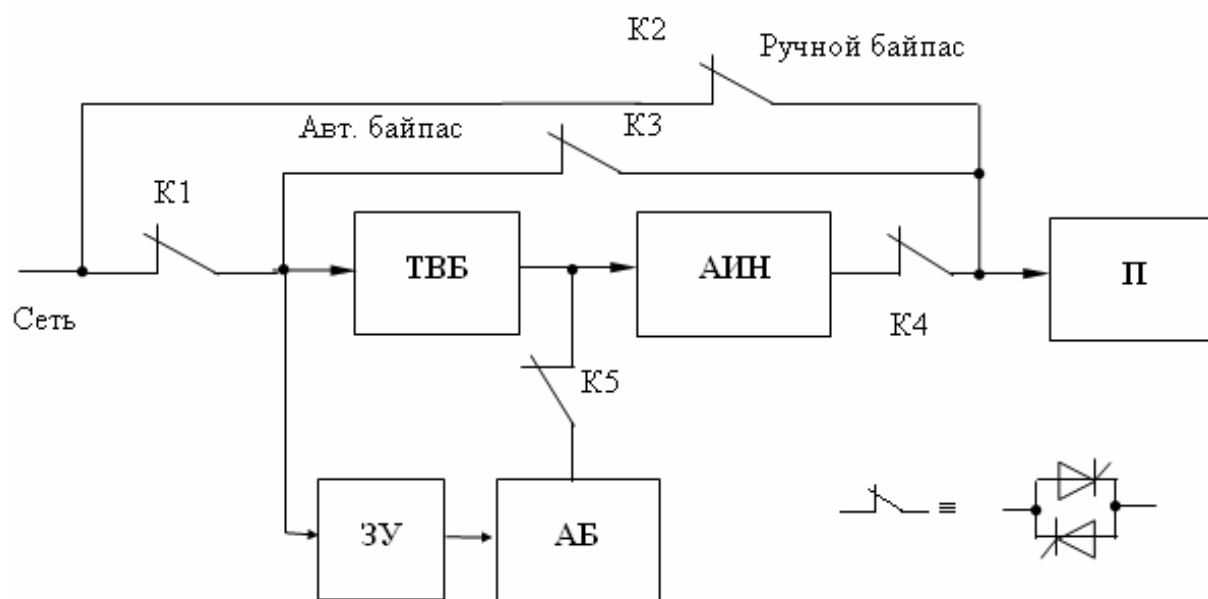 К2
Ручной байпас
Авт. байпас
К3
К1
ТВБ
АИН
П
Сеть
К4
К5
ЗУ
АБ
≡